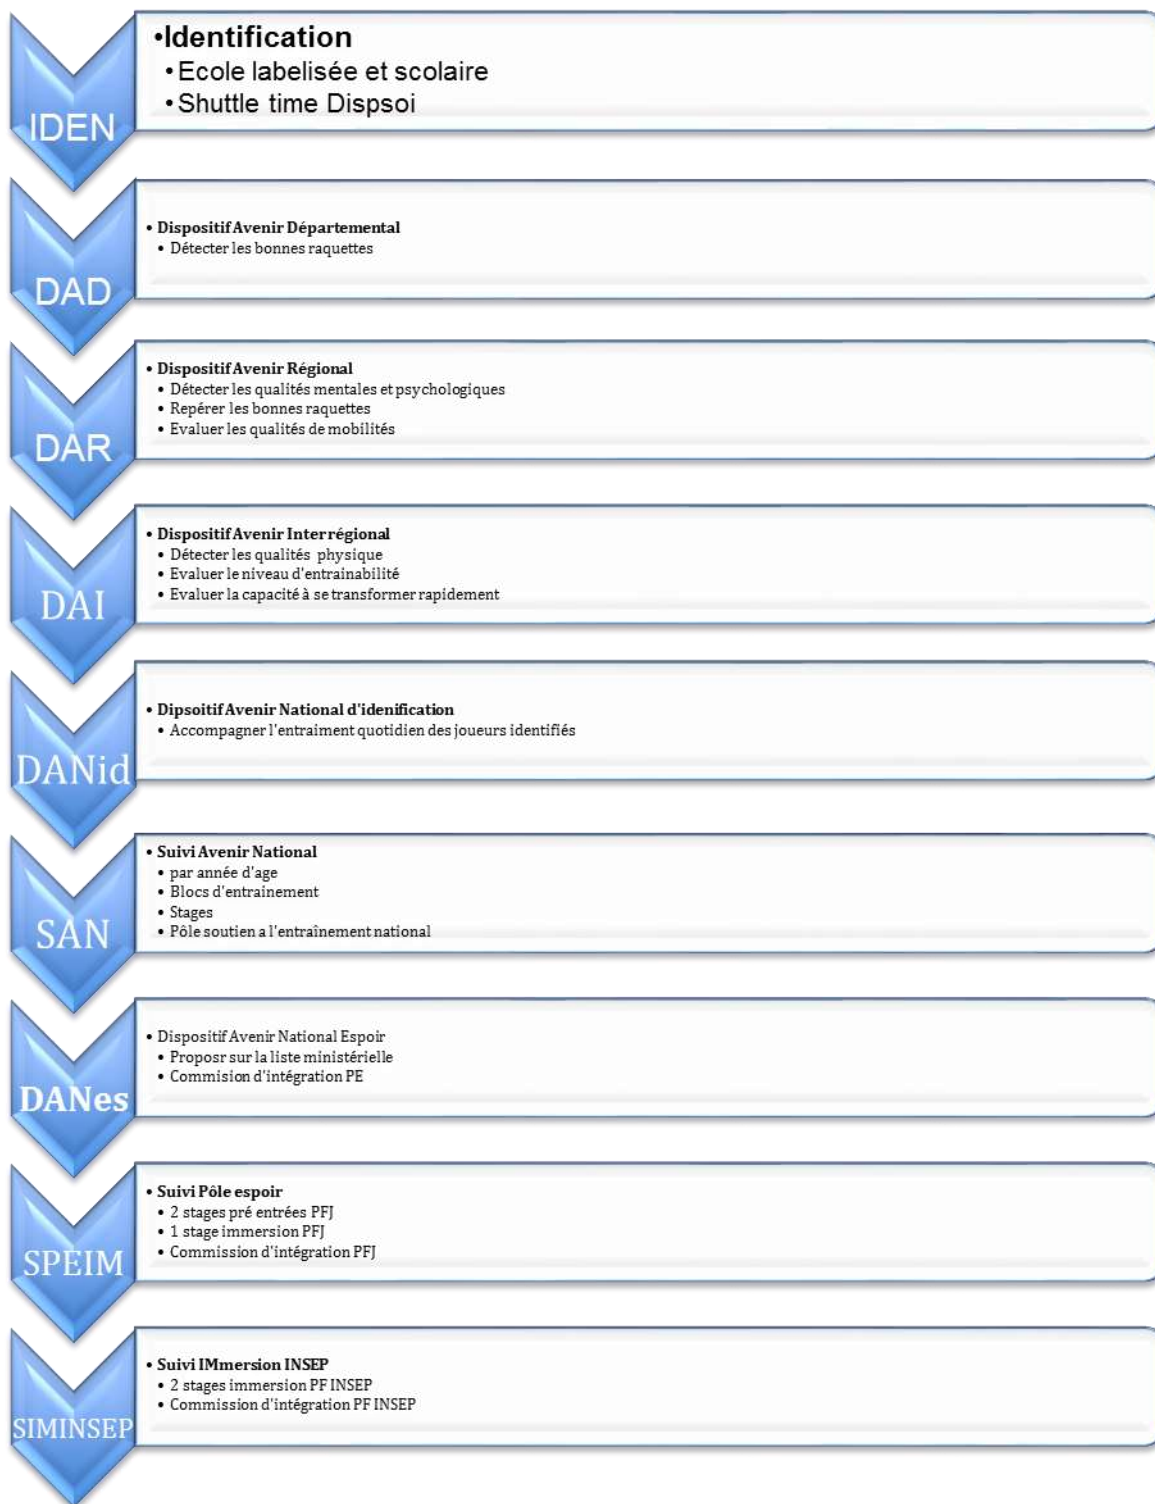 IDEN
•Identification
•Ecole labelisée et scolaire
•Shuttle time Dispsoi
DAD
• Dispositif Avenir Départemental
• Détecter les bonnes raquettes
DAR
• Dispositif Avenir Régional
• Détecter les qualités mentales et psychologiques
• Repérer les bonnes raquettes
• Evaluer les qualités de mobilités
DAI
• Dispositif Avenir Interrégional
• Détecter les qualités physique
• Evaluer le niveau d'entrainabilité
• Evaluer la capacité à se transformer rapidement
DANid
• Dipsoitif Avenir National d'idenification
• Accompagner l'entraiment quotidien des joueurs identifiés
SAN
• Suivi Avenir National
• par année d'age
• Blocs d'entrainement
• Stages
• Pôle soutien a l'entraînement national
DANes
• Dispositif Avenir National Espoir
• Proposr sur la liste ministérielle
• Commision d'intégration PE
SPEIM
• Suivi Pôle espoir
• 2 stages pré entrées PFJ
• 1 stage immersion PFJ
• Commission d'intégration PFJ
SIMINSEP
• Suivi IMmersion INSEP
• 2 stages immersion PF INSEP
• Commission d'intégration PF INSEP